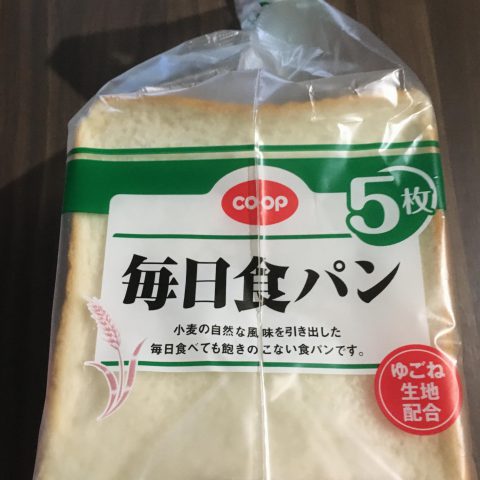 CO・OP
5枚
毎日食パン
小麦の自然な風味を引き出した
毎日食べても飽きのこない食パンです。
ゆごね
生地
配合